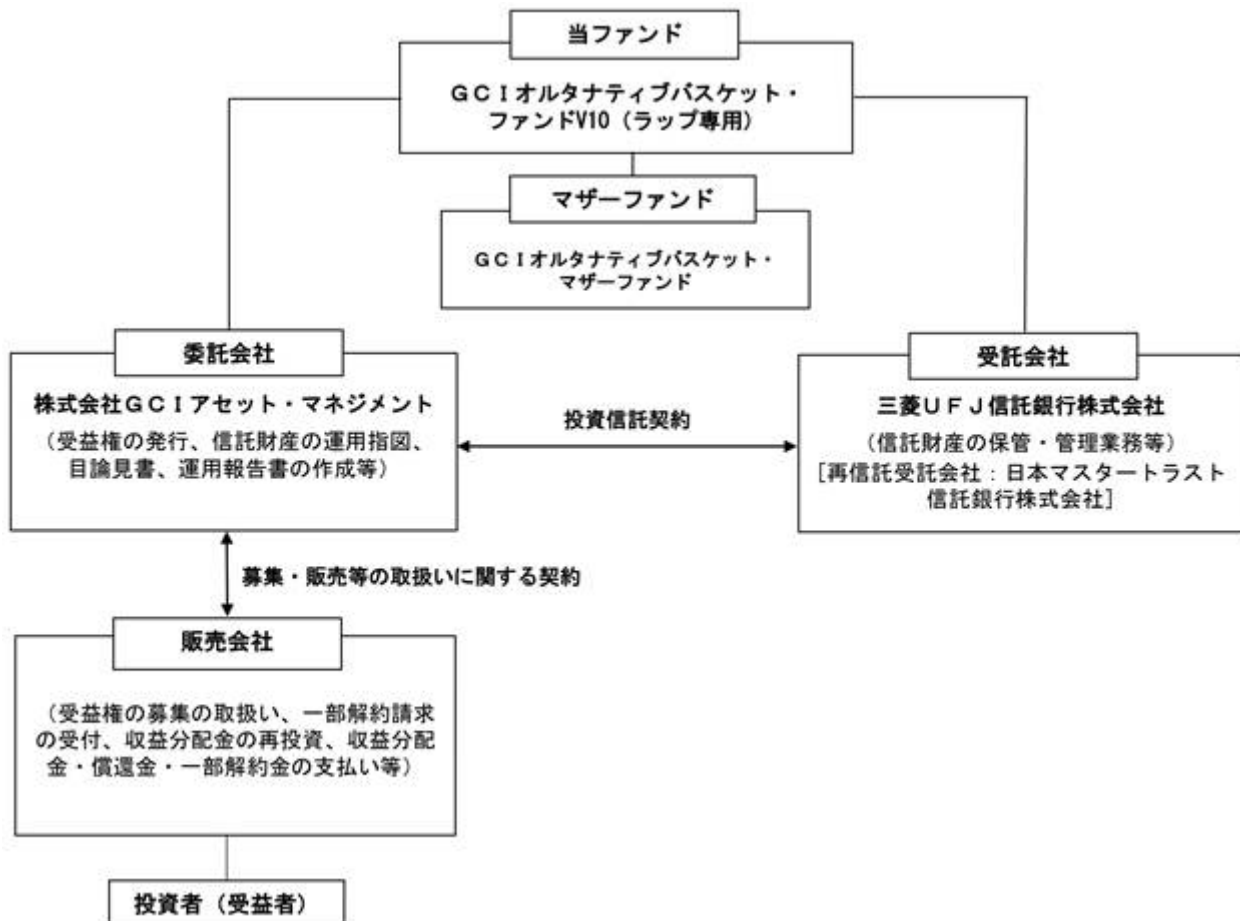 当ファンド
ＧＣＩオルタナティブバスケット・
ファンドV10（ラップ専用）
マザーファンド
ＧＣＩオルタナティブバスケット・
マザーファンド
委託会社
株式会社ＧＣＩアセット・マネジメント
（受益権の発行、信託財産の運用指図、
目論見書、運用報告書の作成等）
投資信託契約
受託会社
三菱ＵＦＪ信託銀行株式会社
（信託財産の保管・管理業務等）
［再信託受託会社：日本マスタートラスト
信託銀行株式会社］
募集・販売等の取扱いに関する契約
販売会社
（受益権の募集の取扱い、一部解約請求
の受付、収益分配金の再投資、収益分配
金・償還金・一部解約金の支払い等）
投資者（受益者）